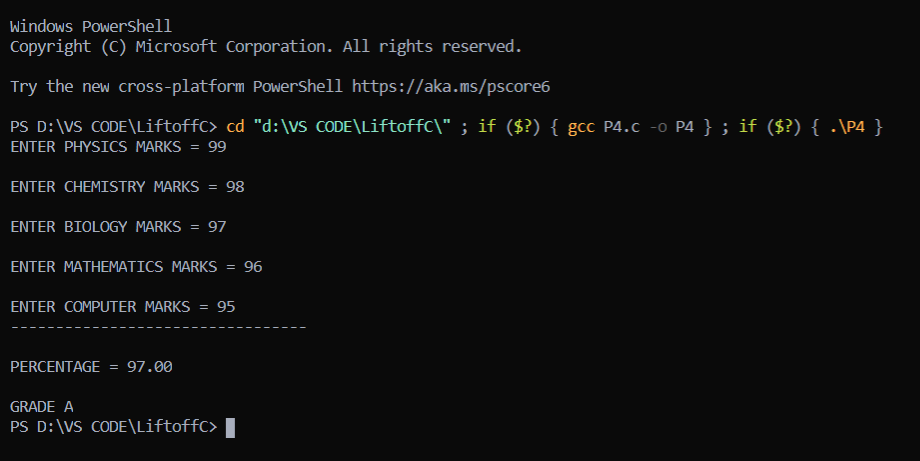 Windows PowerShell
Copyright (C) Microsoft Corporation. All rights reserved.
Try the new cross-platform PowerShell https://aka.ms/pscore6
PS D:\VS CODE\LiftoffC> cd "d:\VS CODE\LiftoffC\" ; if ($?) { gcc P4.c -o P4 } ; if ($?) { .\P4 }
ENTER PHYSICS MARKS = 99
ENTER CHEMISTRY MARKS = 98
ENTER BIOLOGY MARKS = 97
ENTER MATHEMATICS MARKS = 96
ENTER COMPUTER MARKS = 95
---------------------------------
PERCENTAGE = 97.00
GRADE A
PS D:\VS CODE\LiftoffC>